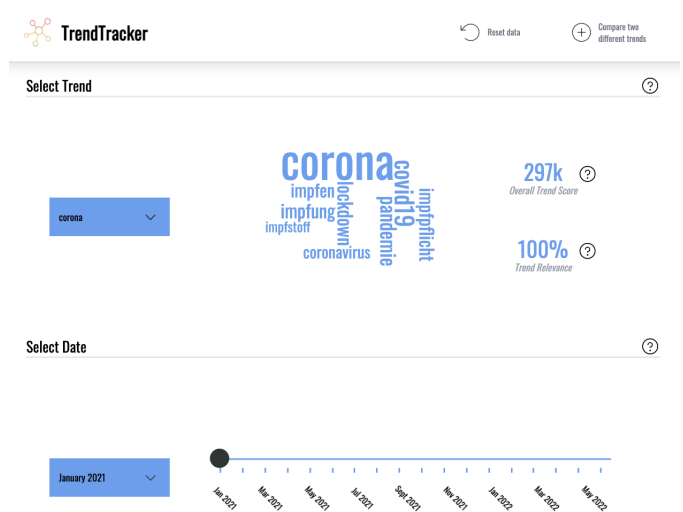 TrendTracker
Reset data
Compare two
different trends
Select Trend
?
corona
corona
impfen
impfung
impfstoff
lockdown
covid19
pandemie
impfpflicht
coronavirus
297k ?
Overall Trend Score
100% ?
Trend Relevance
Select Date
?
January 2021
Jan 2021
Mar 2021
May 2021
Jul 2021
Sept 2021
Nov 2021
Jan 2022
Mar 2022
May 2022